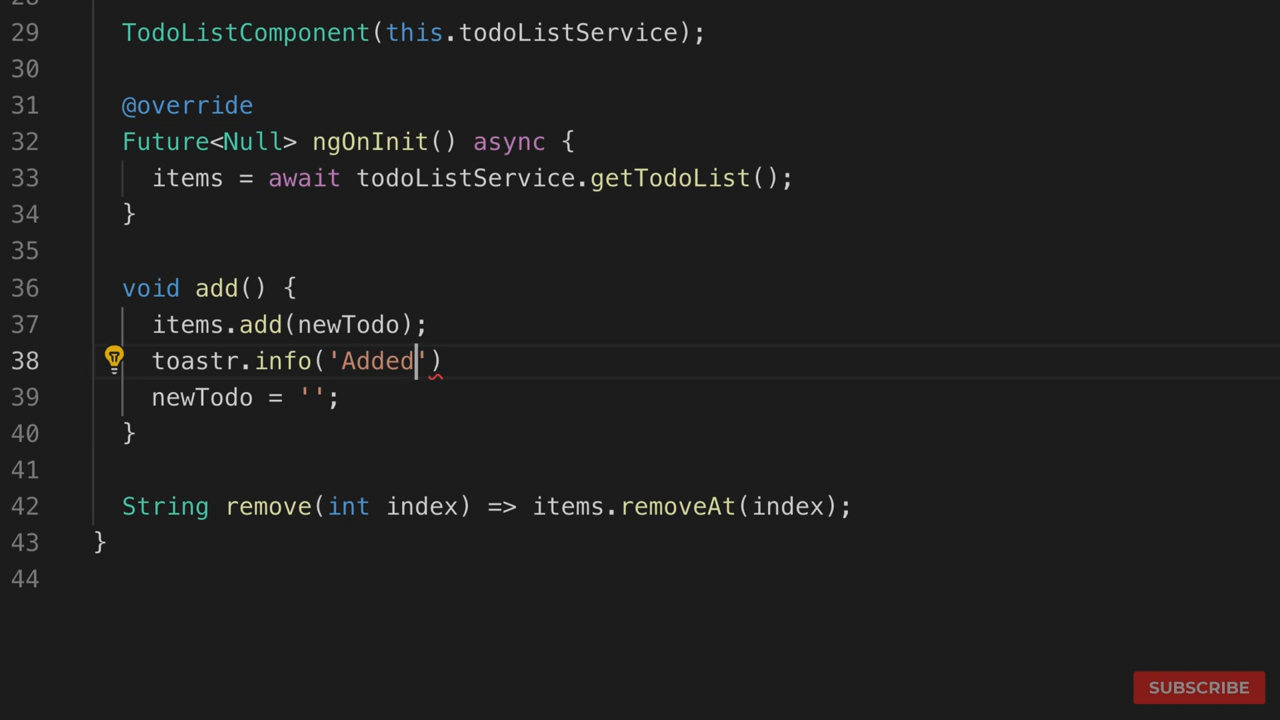 29 TodoListComponent(this.todoListService);
30
31 @override
32 Future<Null> ngOnInit() async {
33 items = await todoListService.getTodoList();
34 }
35
36 void add() {
37 items.add(newTodo);
38 toastr.info('Added')
39 newTodo = '';
40 }
41
42 String remove(int index) => items.removeAt(index);
43 }
44
SUBSCRIBE